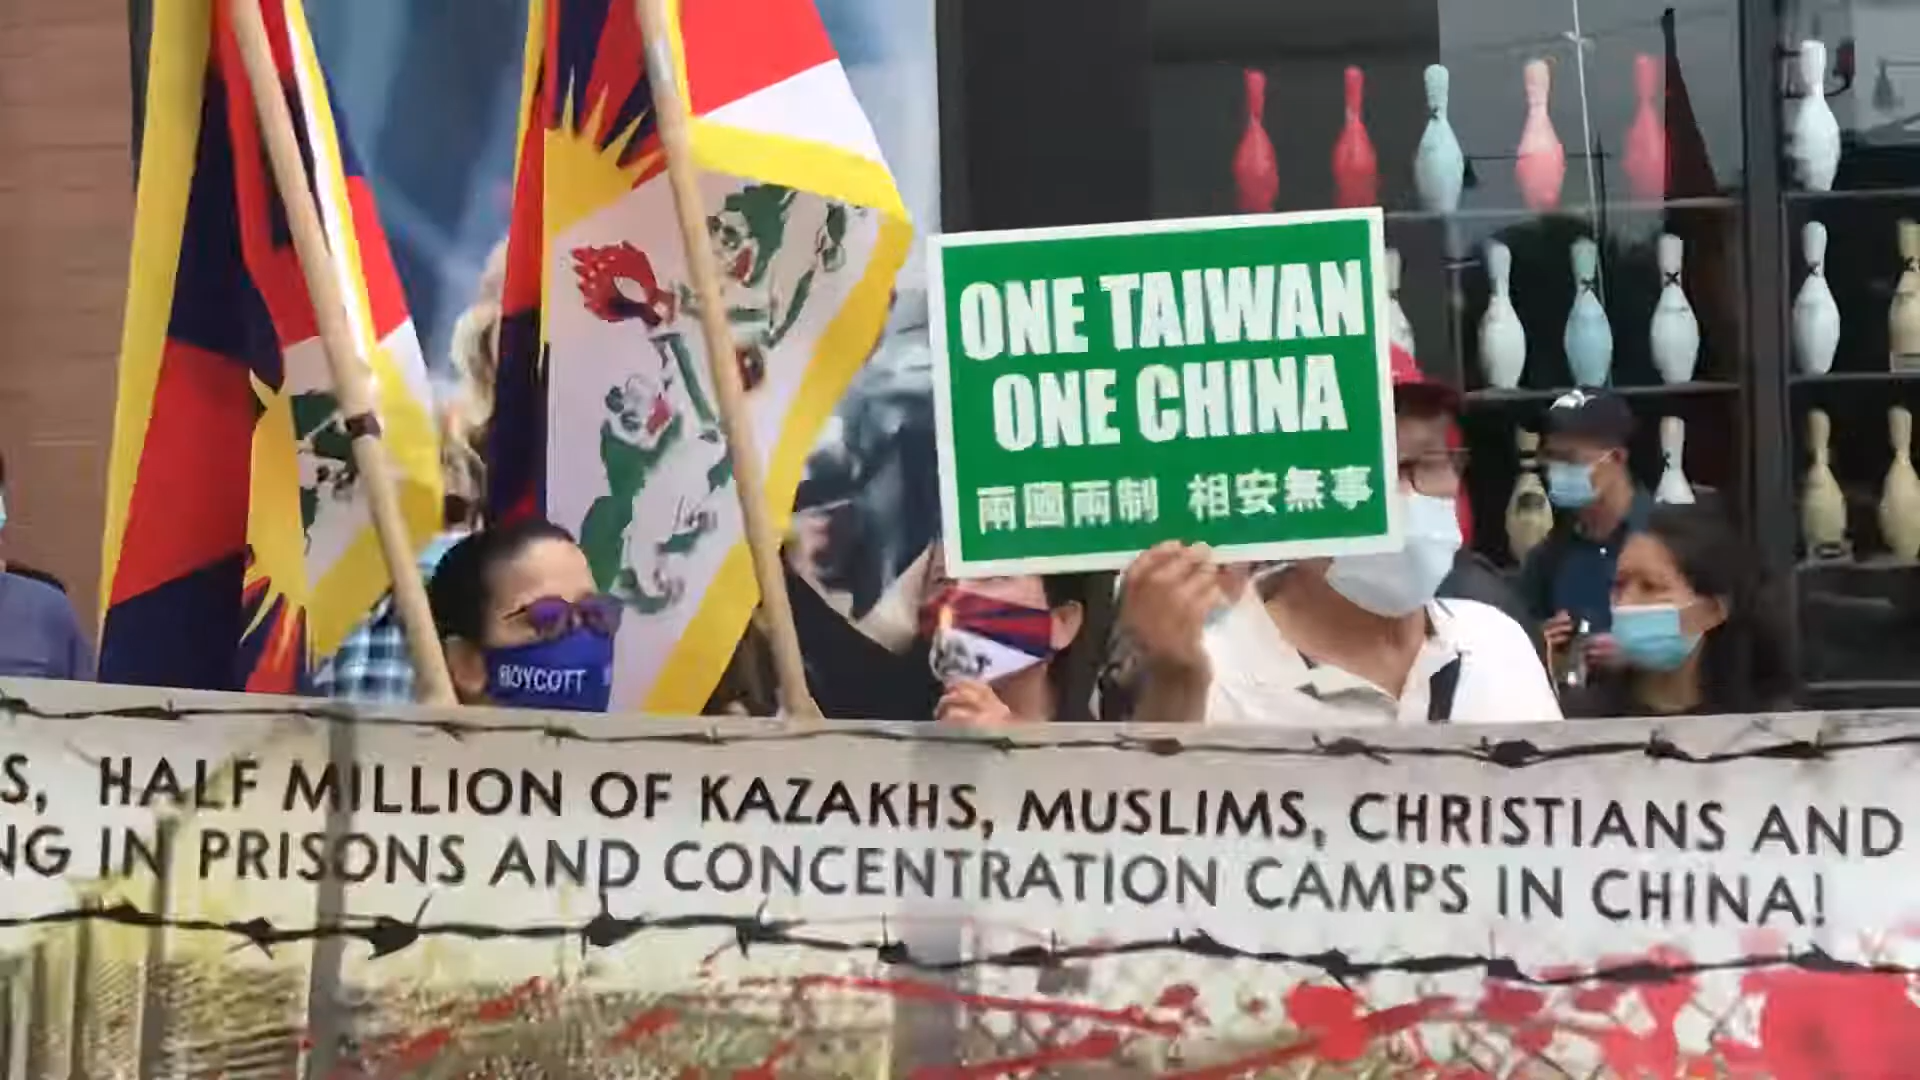 ONE TAIWAN
ONE CHINA
兩國兩制 相安無事
BOYCOTT
S, HALF MILLION OF KAZAKHS, MUSLIMS, CHRISTIANS AND
NG IN PRISONS AND CONCENTRATION CAMPS IN CHINA!